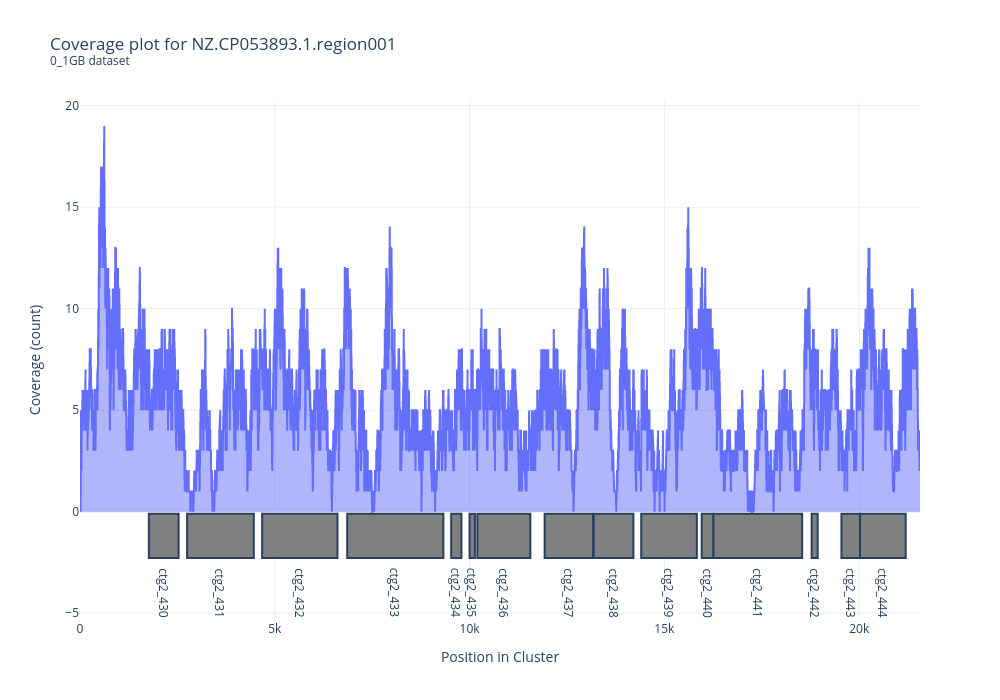 Coverage plot for NZ.CP053893.1.region001
0_1GB dataset
20
15
10
5
0
−5
Coverage (count)
ctg2_430
ctg2_431
ctg2_432
ctg2_433
ctg2_434
ctg2_435
ctg2_436
ctg2_437
ctg2_438
ctg2_439
ctg2_440
ctg2_441
ctg2_442
ctg2_443
ctg2_444
0
5k
10k
15k
20k
Position in Cluster